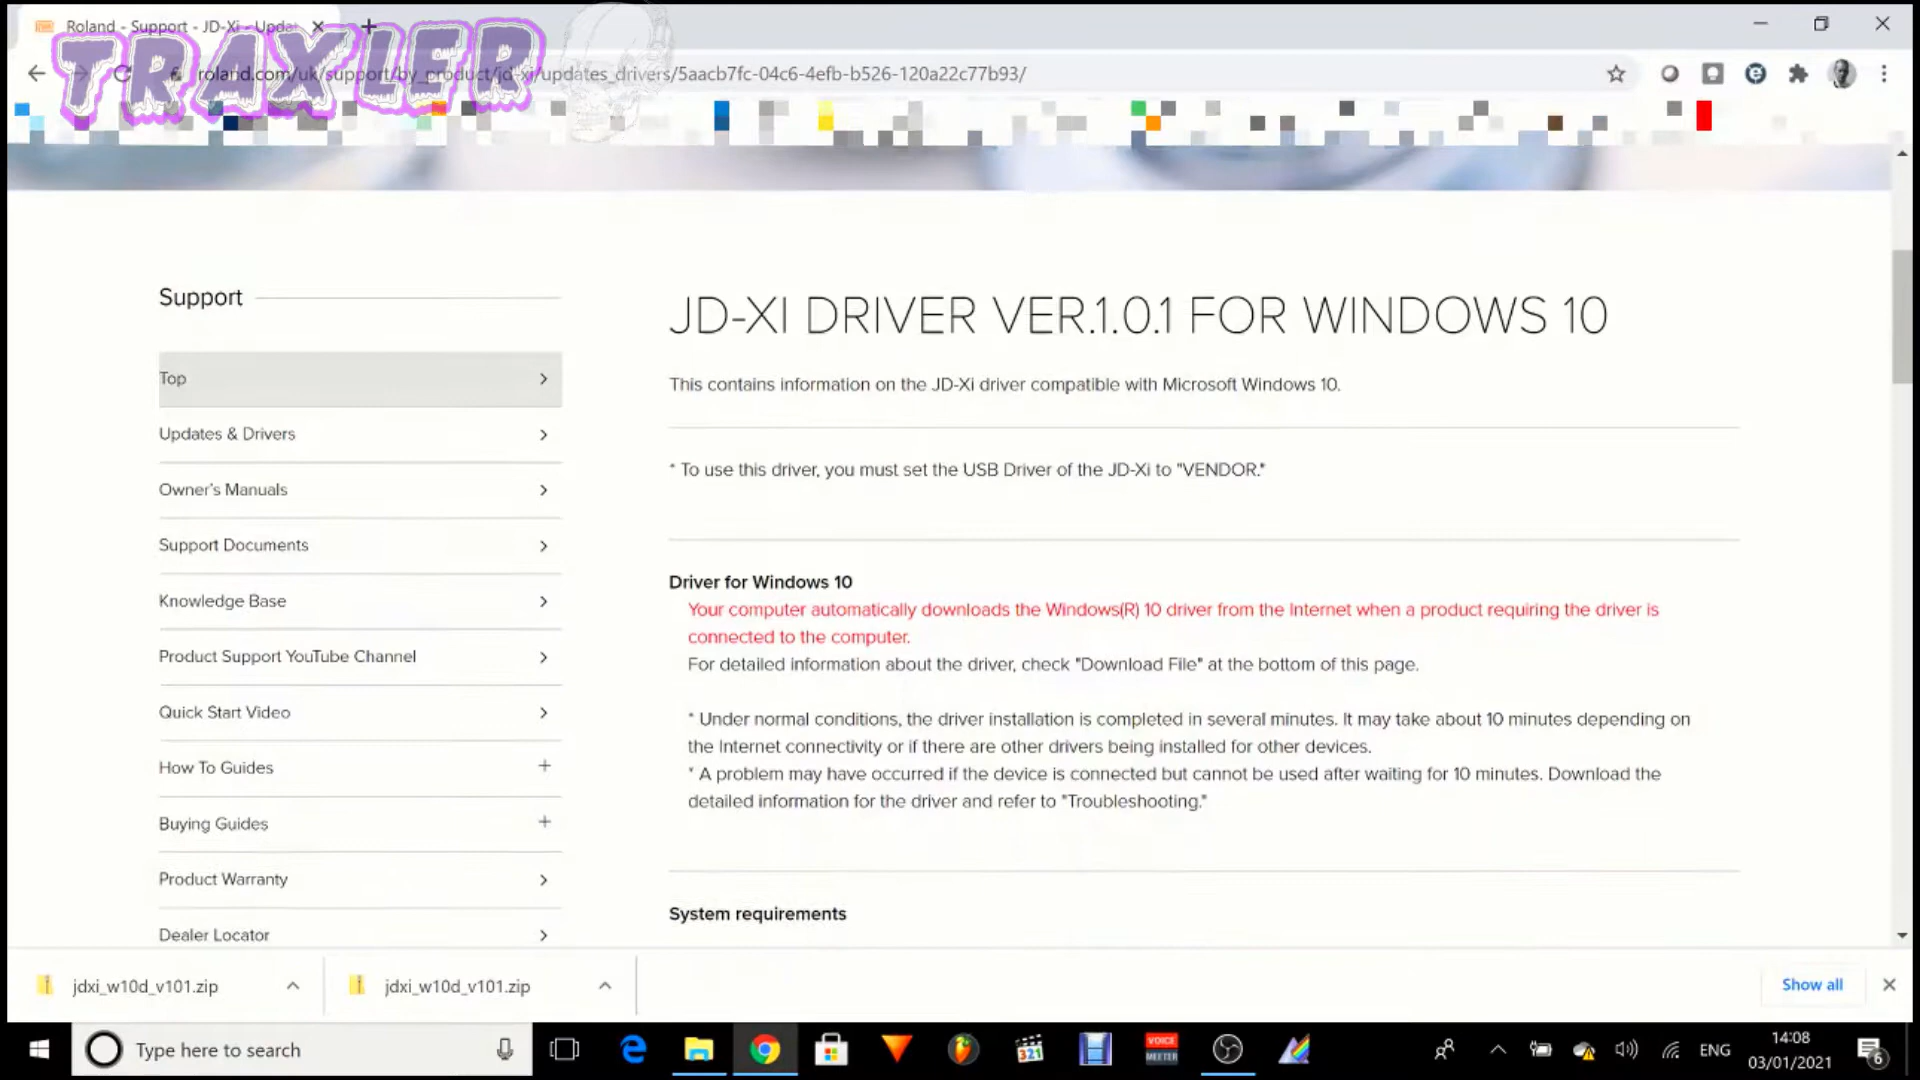 Roland - Support - JD-Xi - Upda
TRAXLER
roland.com/uk/support/by_product/jd-xi/updates_drivers/5aacb7fc-04c6-4efb-b526-120a22c77b93/
Support
Top
Updates & Drivers
Owner's Manuals
Support Documents
Knowledge Base
Product Support YouTube Channel
Quick Start Video
How To Guides
Buying Guides
Product Warranty
Dealer Locator
JD-XI DRIVER VER.1.0.1 FOR WINDOWS 10
This contains information on the JD-Xi driver compatible with Microsoft Windows 10.
* To use this driver, you must set the USB Driver of the JD-Xi to "VENDOR."
Driver for Windows 10
Your computer automatically downloads the Windows(R) 10 driver from the Internet when a product requiring the driver is
connected to the computer.
For detailed information about the driver, check "Download File" at the bottom of this page.
* Under normal conditions, the driver installation is completed in several minutes. It may take about 10 minutes depending on
the Internet connectivity or if there are other drivers being installed for other devices.
* A problem may have occurred if the device is connected but cannot be used after waiting for 10 minutes. Download the
detailed information for the driver and refer to "Troubleshooting."
System requirements
jdxi_w10d_v101.zip
jdxi_w10d_v101.zip
Show all
Type here to search
321
VOICE
MEETER
ENG
14:08
03/01/2021
6